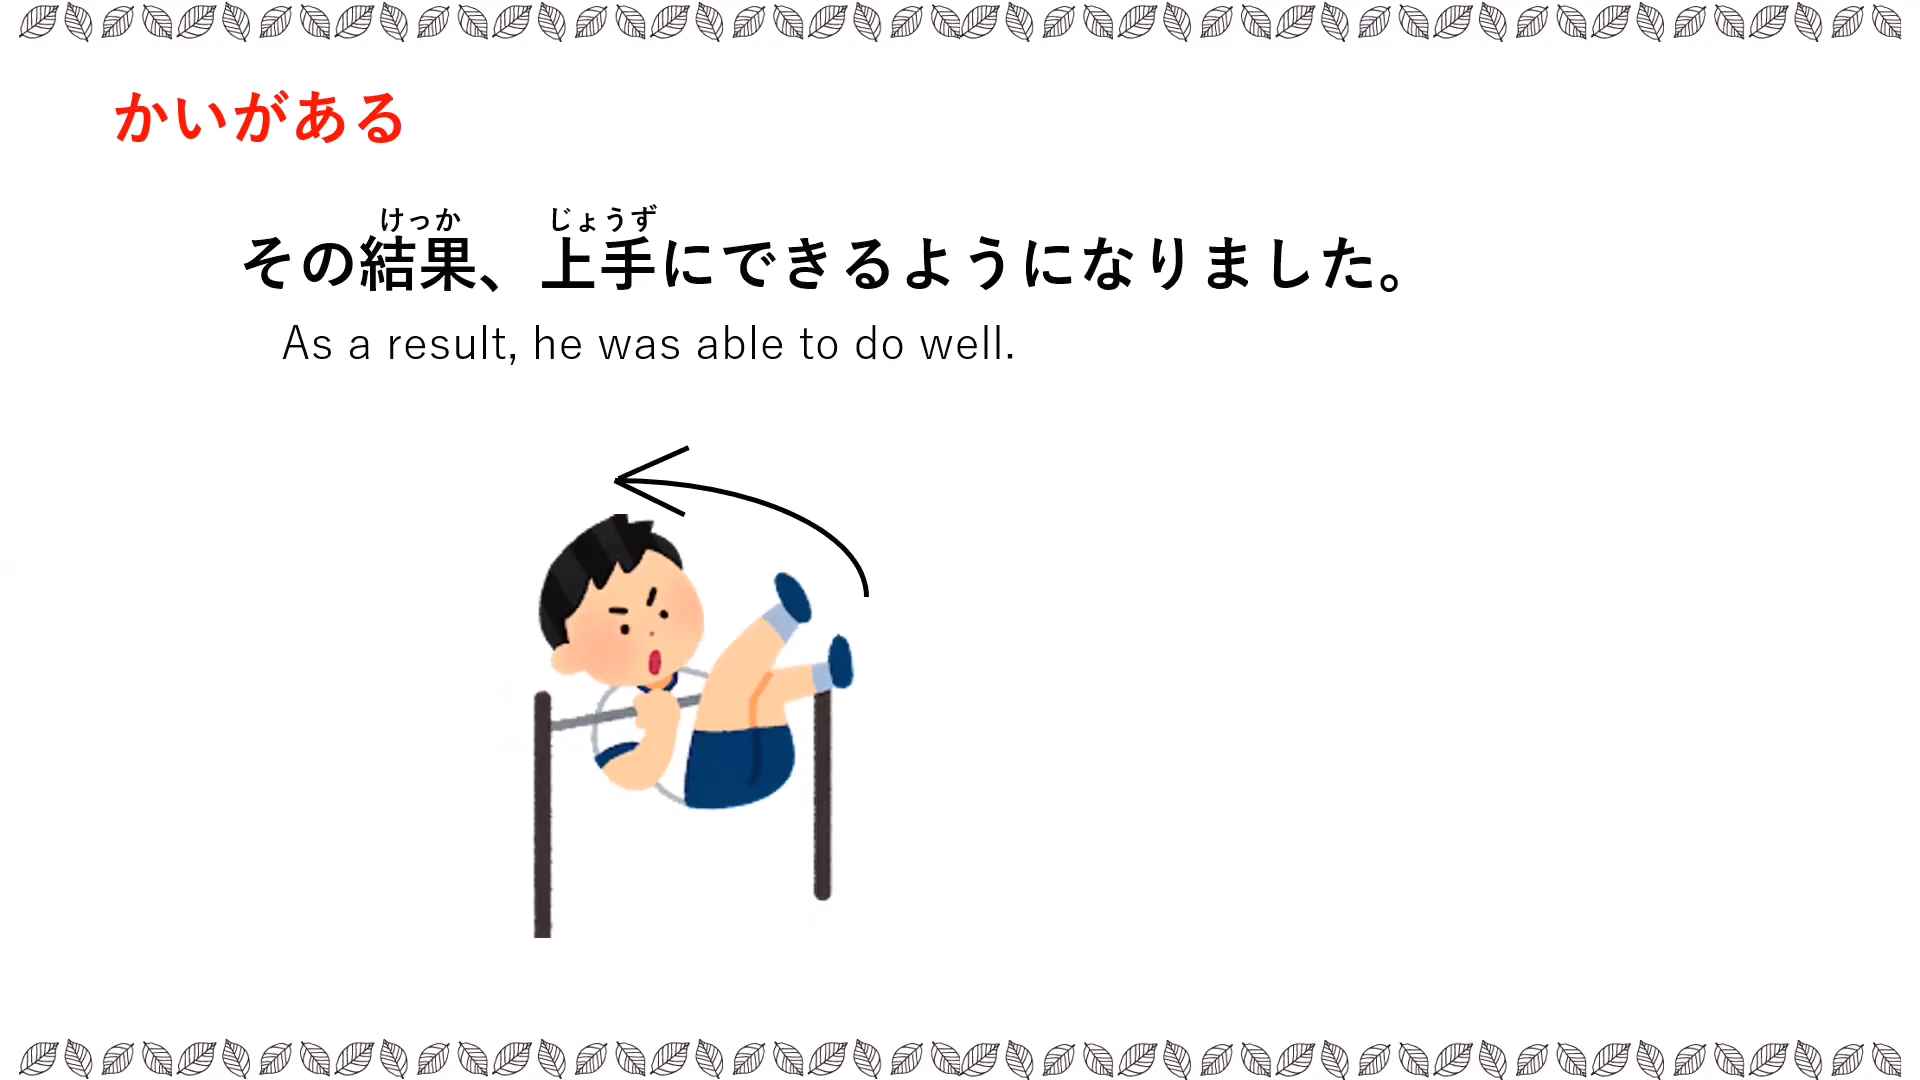 かいがある
けっか じょうず
その結果、上手にできるようになりました。
As a result, he was able to do well.